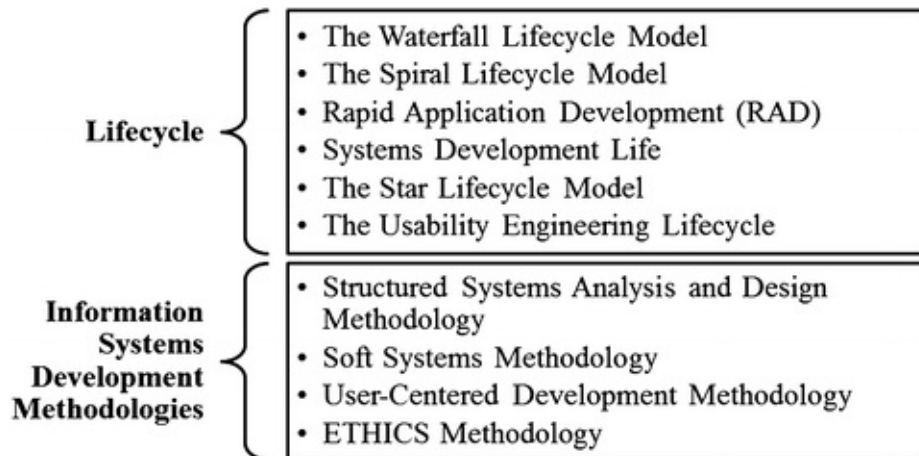 Lifecycle
• The Waterfall Lifecycle Model
• The Spiral Lifecycle Model
• Rapid Application Development (RAD)
• Systems Development Life
• The Star Lifecycle Model
• The Usability Engineering Lifecycle
Information
Systems
Development
Methodologies
• Structured Systems Analysis and Design
Methodology
• Soft Systems Methodology
• User-Centered Development Methodology
• ETHICS Methodology